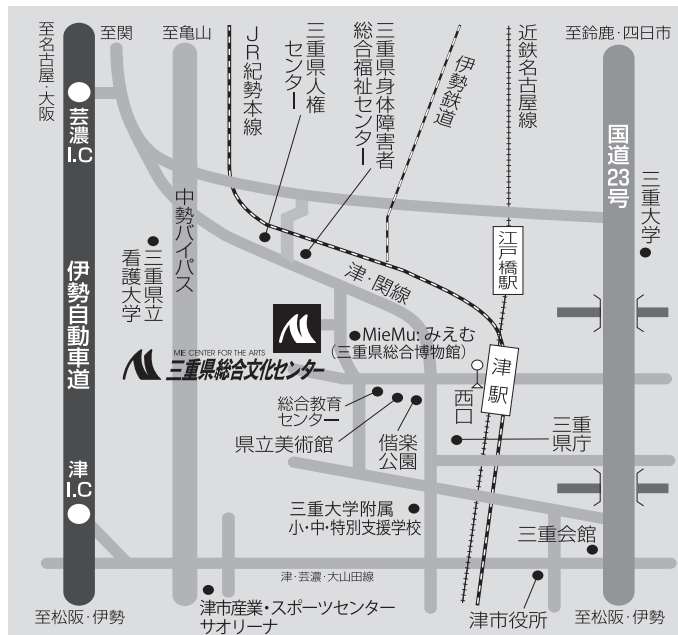 至名古屋・大阪
至関
至亀山
JR紀勢本線
三重県人権
センター
三重県身体障害者
総合福祉センター
伊勢鉄道
近鉄名古屋線
至鈴鹿・四日市
芸濃
I.C
国道23号
三重大学
中勢バイパス
三重県立
看護大学
江戸橋駅
伊勢自動車道
津・関線
MieMu:みえむ
(三重県総合博物館)
MIE CENTER FOR THE ARTS
三重県総合文化センター
津駅
西口
総合教育
センター
県立美術館
偕楽
公園
三重
県庁
津
I.C
三重大学附属
小・中・特別支援学校
三重会館
津・芸濃・大山田線
至松阪・伊勢
津市産業・スポーツセンター
サオリーナ
津市役所
至松阪・伊勢